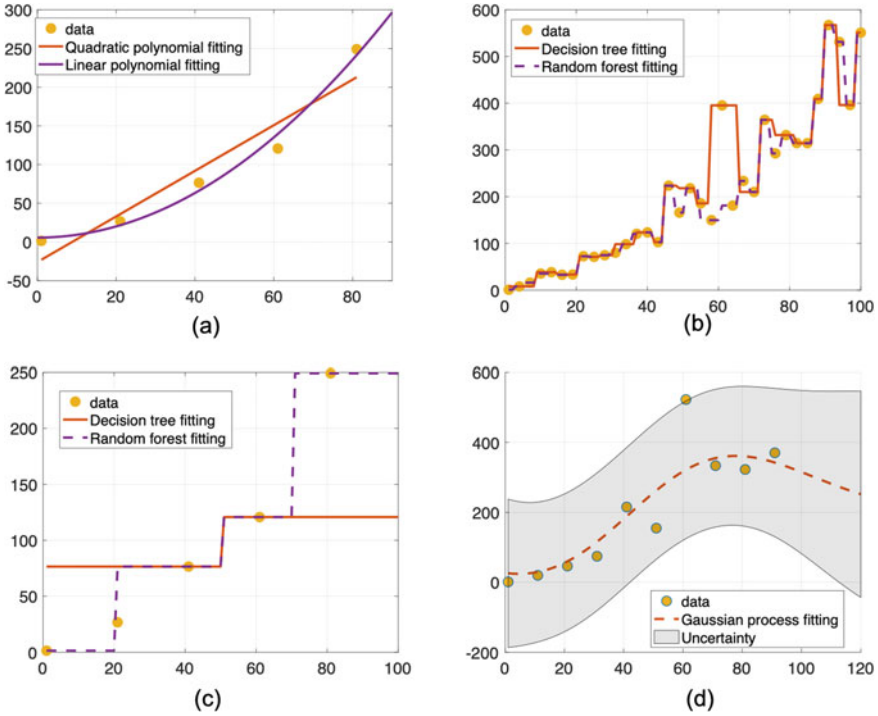 300
250
200
150
100
50
0
-50
0 20 40 60 80
data
Quadratic polynomial fitting
Linear polynomial fitting
(a)
600
500
400
300
200
100
0
0 20 40 60 80 100
data
Decision tree fitting
Random forest fitting
(b)
250
200
150
100
50
0
0 20 40 60 80 100
data
Decision tree fitting
Random forest fitting
(c)
600
400
200
0
-200
0 20 40 60 80 100 120
data
Gaussian process fitting
Uncertainty
(d)